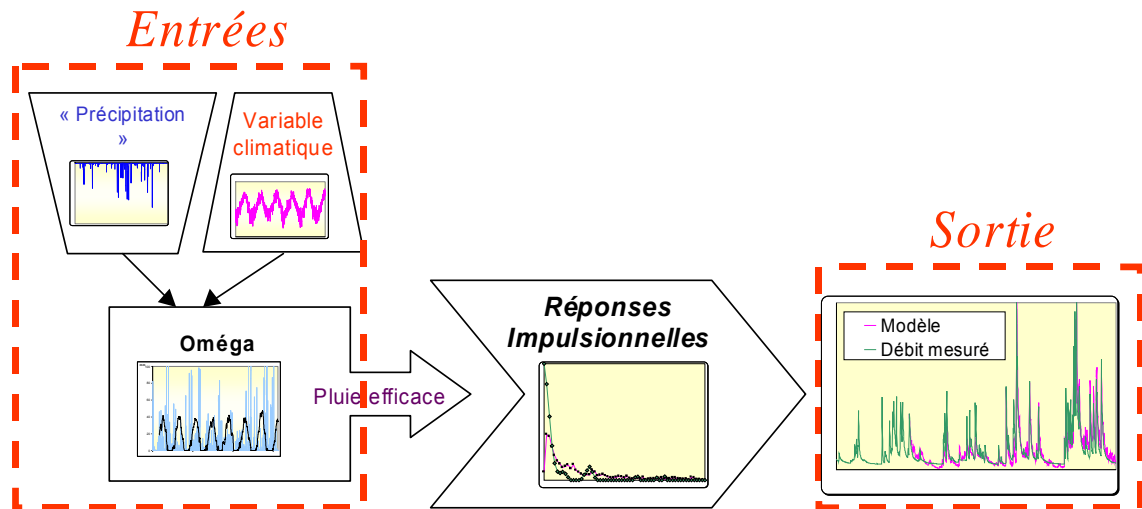 Entrées
« Précipitation
»
Variable
climatique
Oméga
Pluie efficace
Réponses
Impulsionnelles
Sortie
Modèle
Débit mesuré